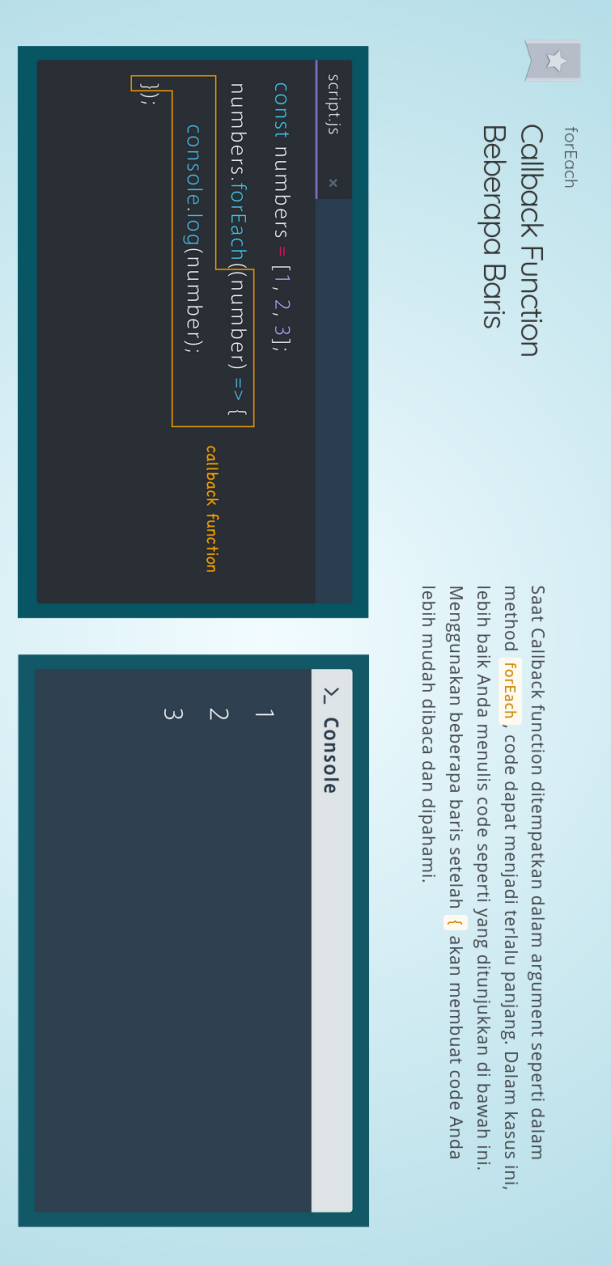 forEach
Callback Function
Beberapa Baris
Saat Callback function ditempatkan dalam argument seperti dalam
method forEach, code dapat menjadi terlalu panjang. Dalam kasus ini,
lebih baik Anda menulis code seperti yang ditunjukkan di bawah ini.
Menggunakan beberapa baris setelah { akan membuat code Anda
lebih mudah dibaca dan dipahami.
script.js ×
const numbers = [1, 2, 3];
numbers.forEach((number) => {
console.log(number);
});
callback function
>_ Console
1
2
3